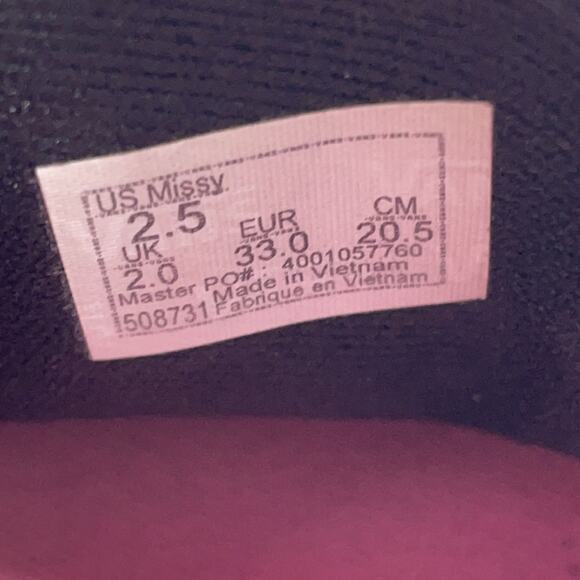 US Missy
2.5
UK
2.0
EUR
33.0
CM
20.5
Master PO#: 4001057760
508731 Made in Vietnam
Fabrique en Vietnam